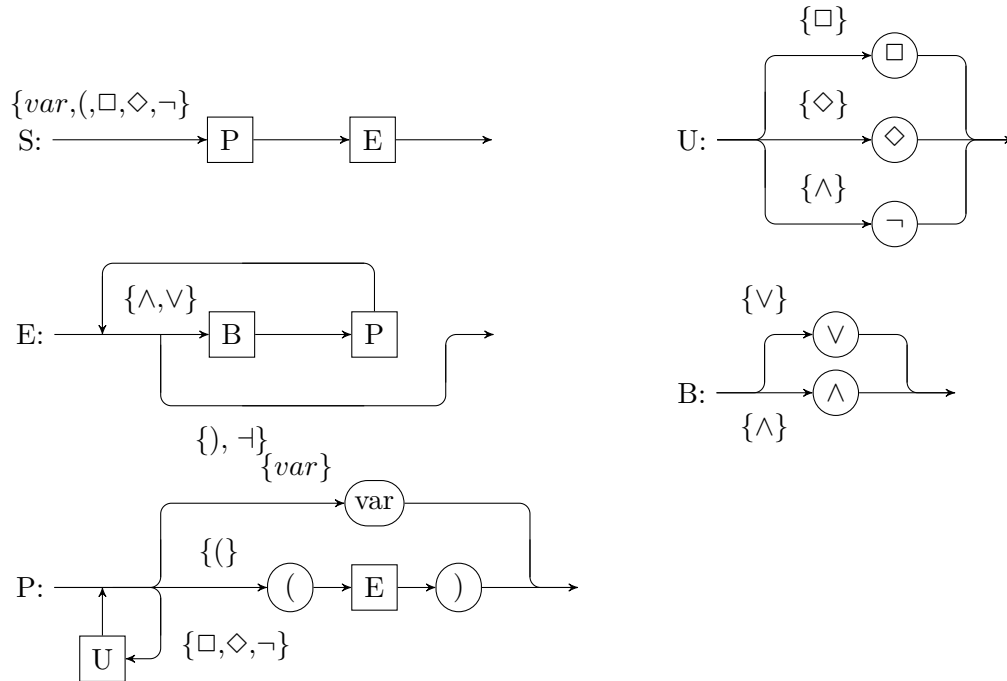 {□}
{var,(,□,◇,¬}
□
S: P E
{◇}
U: ◇
{∧}
¬
{∧,∨}
E: B P
{), ⊣}
{∨}
∨
B: ∧
{∧}
{var}
var
{(}
P: ( E )
{□,◇,¬}
U